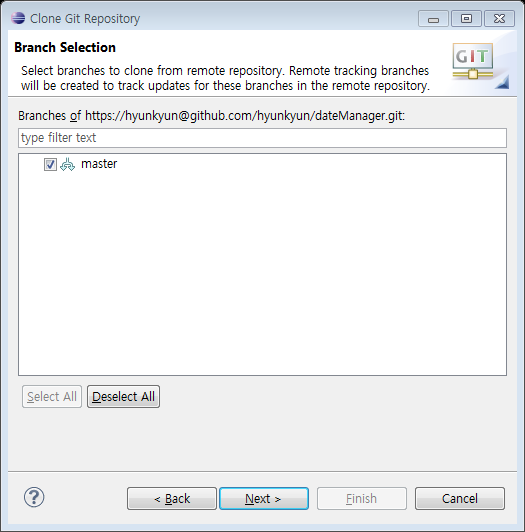 Clone Git Repository
Branch Selection
Select branches to clone from remote repository. Remote tracking branches
will be created to track updates for these branches in the remote repository.
GIT
Branches of https://hyunkyun@github.com/hyunkyun/dateManager.git:
type filter text
master
Select All
Deselect All
?
< Back
Next >
Finish
Cancel